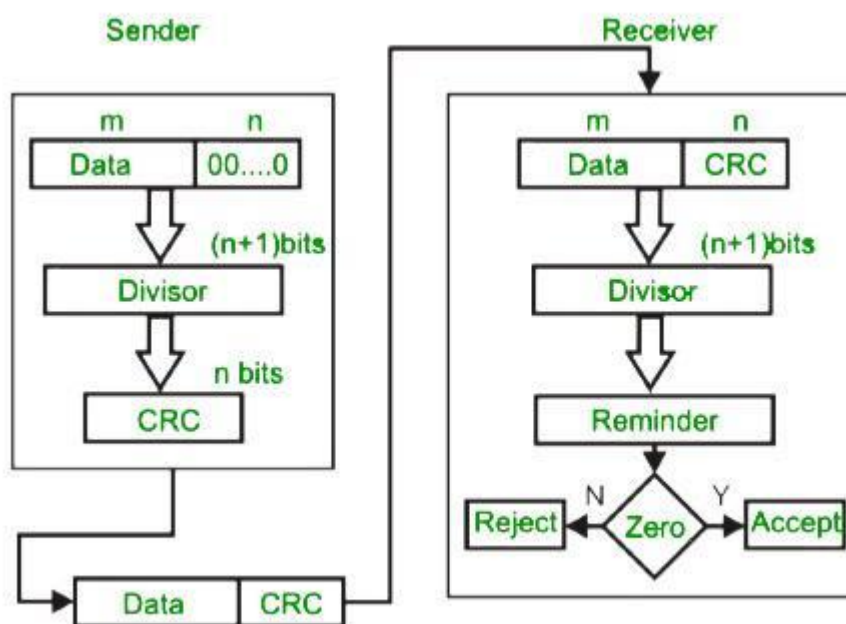 Sender
m n
Data 00....0
(n+1)bits
Divisor
n bits
CRC
Data CRC
Receiver
m n
Data CRC
(n+1)bits
Divisor
Reminder
N Y
Reject Zero Accept